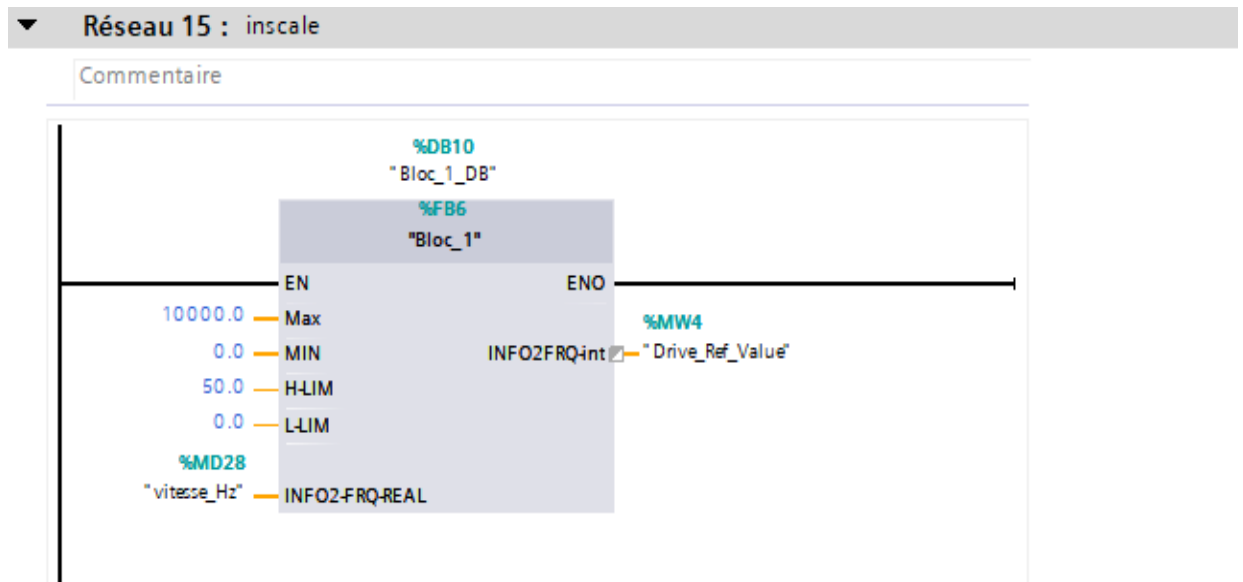 Réseau 15 : inscale
Commentaire
%DB10
"Bloc_1_DB"
%FB6
"Bloc_1"
EN ENO
10000.0 Max
%MW4
0.0 MIN INFO2FRQ-int "Drive_Ref_Value"
50.0 H-LIM
0.0 L-LIM
%MD28
"vitesse_Hz" INFO2-FRQ-REAL